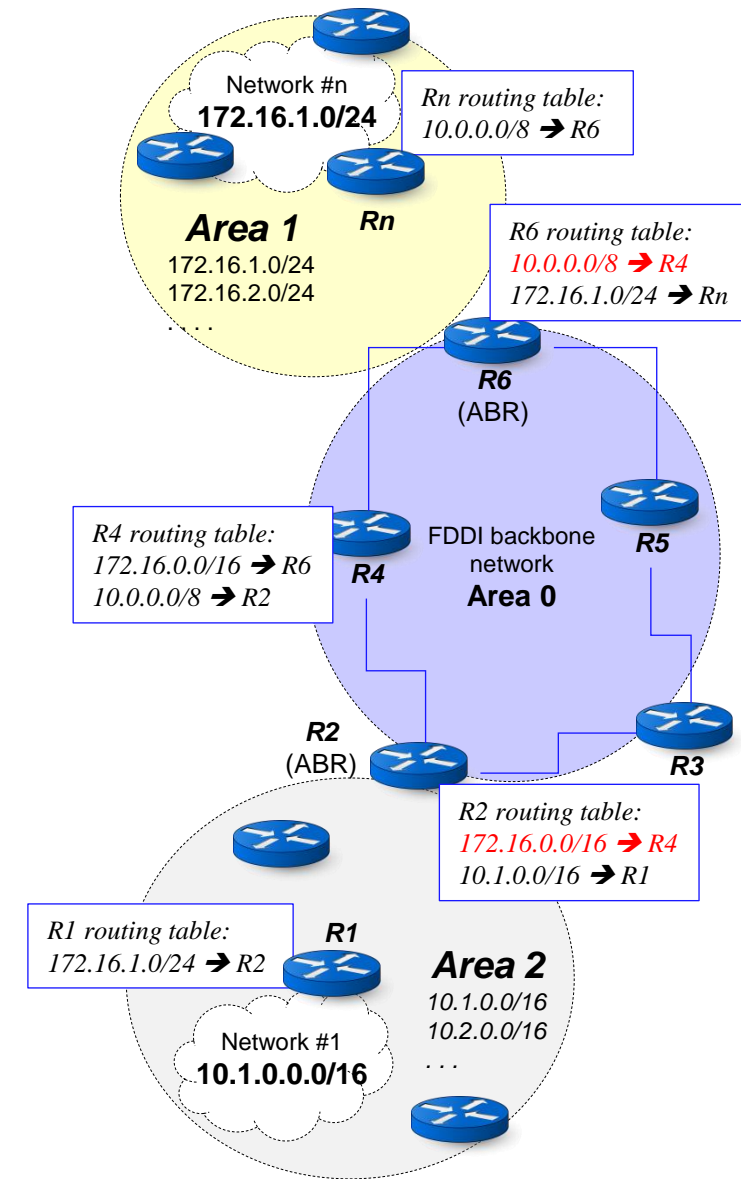 Network #n
172.16.1.0/24
Rn routing table:
10.0.0.0/8 ➔ R6
Rn
Area 1
172.16.1.0/24
172.16.2.0/24
. . . .
R6 routing table:
10.0.0.0/8 ➔ R4
172.16.1.0/24 ➔ Rn
R6
(ABR)
R4 routing table:
172.16.0.0/16 ➔ R6
10.0.0.0/8 ➔ R2
R4
FDDI backbone
network
Area 0
R5
R2
(ABR)
R3
R2 routing table:
172.16.0.0/16 ➔ R4
10.1.0.0/16 ➔ R1
R1 routing table:
172.16.1.0/24 ➔ R2
R1
Area 2
10.1.0.0/16
10.2.0.0/16
. . .
Network #1
10.1.0.0.0/16